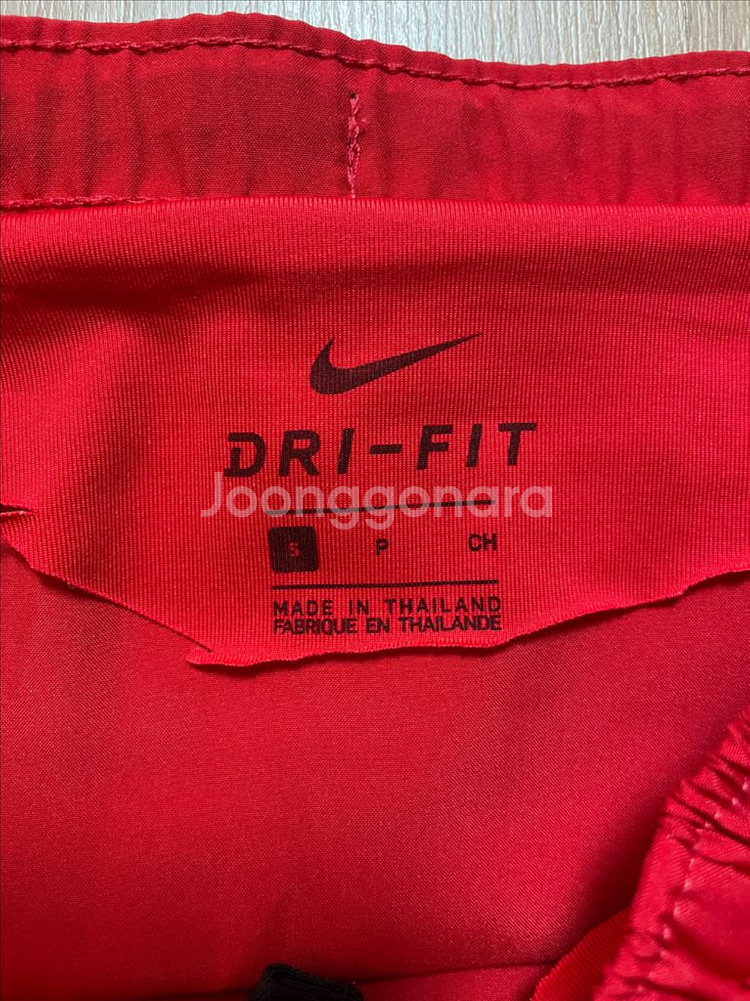 DRI-FIT
Joonggonara
S P CH
MADE IN THAILAND
FABRIQUE EN THAILANDE